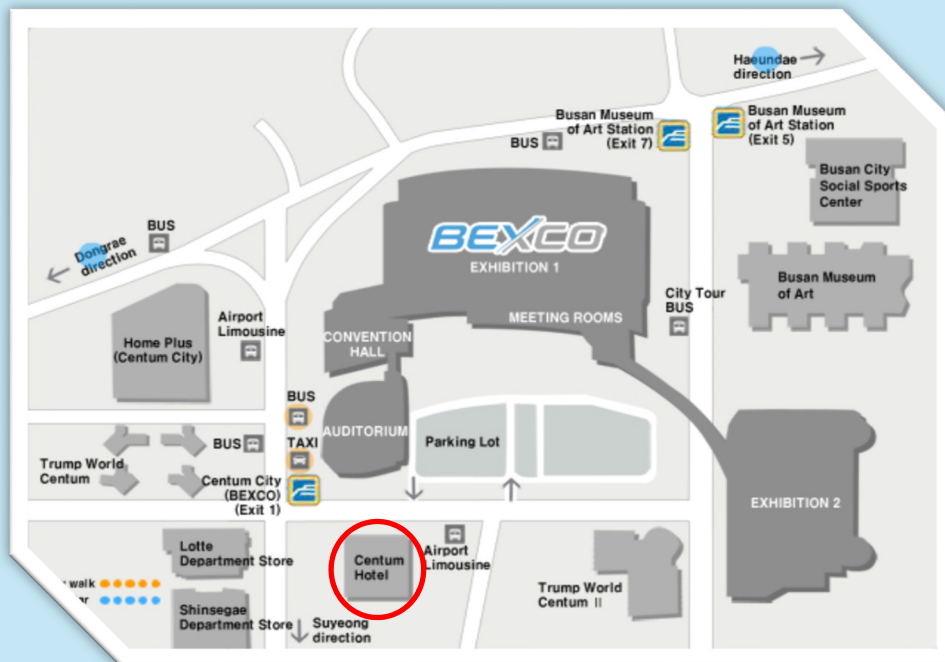 Haeundae
direction
Busan Museum
of Art Station
(Exit 7)
BUS
Busan Museum
of Art Station
(Exit 5)
Busan City
Social Sports
Center
BUS
Dongrae
direction
BEXCO
EXHIBITION 1
Busan Museum
of Art
City Tour
BUS
MEETING ROOMS
Airport
Limousine
Home Plus
(Centum City)
CONVENTION
HALL
BUS
AUDITORIUM
Parking Lot
TAXI
BUS
Trump World
Centum
Centum City
(BEXCO)
(Exit 1)
EXHIBITION 2
Lotte
Department Store
Centum
Hotel
Airport
Limousine
Trump World
Centum II
walk
Shinsegae
Department Store
Suyeong
direction